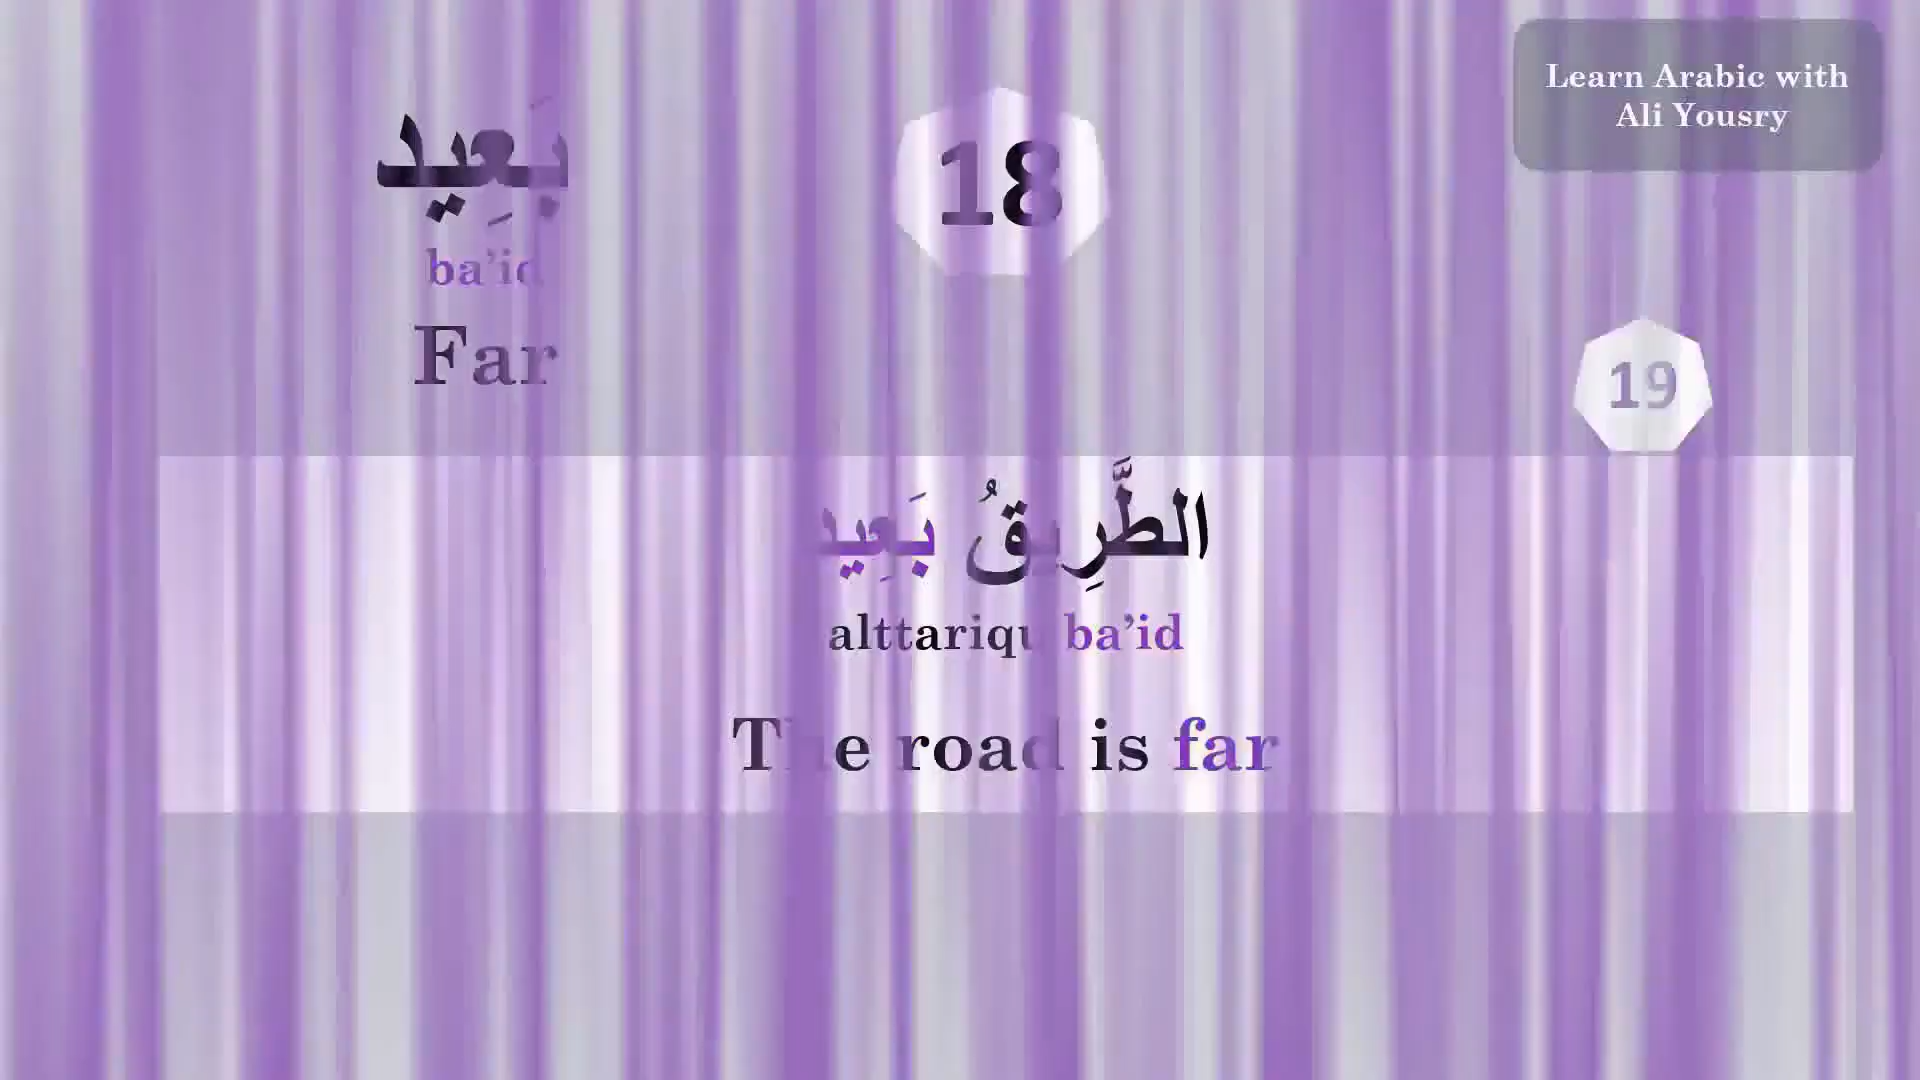 Learn Arabic with
Ali Yousry
18
بَعِيد
ba’id
Far
19
الطَّرِيقُ بَعِيد
alttariqu ba’id
The road is far